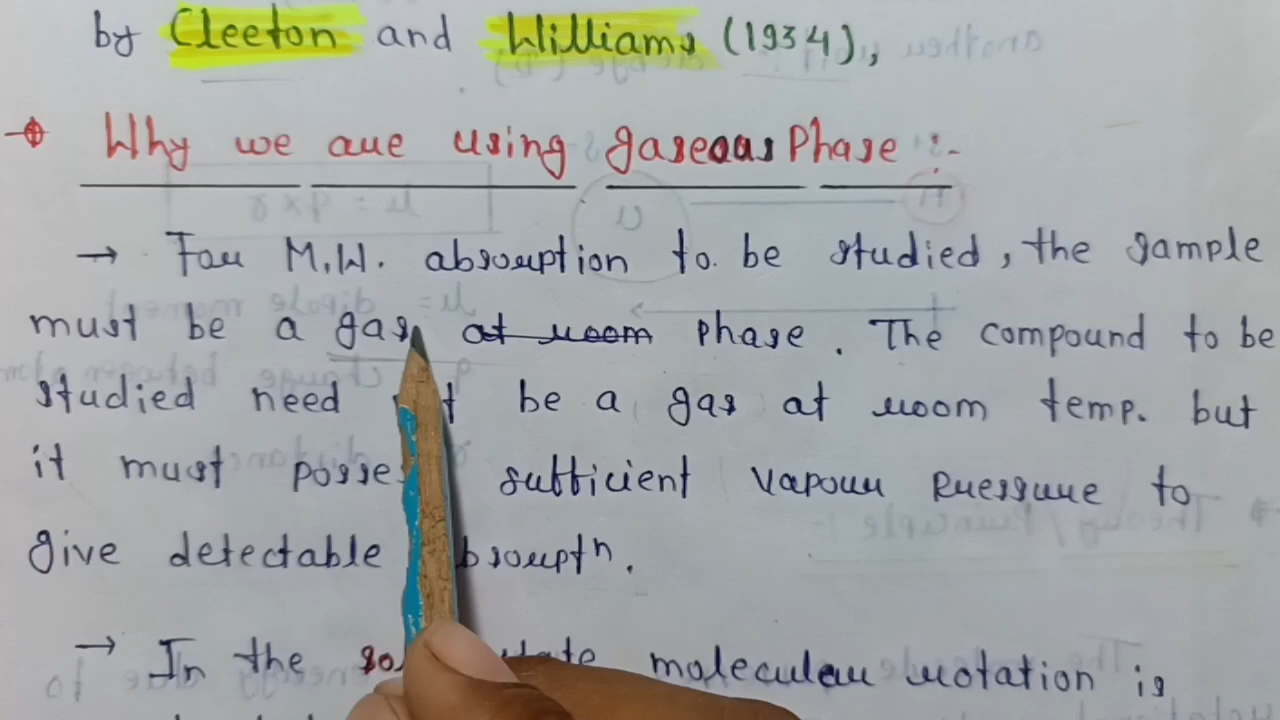 by Cleeton and Williams (1934),
Why we are using gaseous Phase :-
→ For M.W. absorption to be studied, the sample
must be a gas at room phase. The compound to be
studied need be a gas at room temp. but
it must sufficient vapour pressure to
give detectable
→ In the molecular rotation is